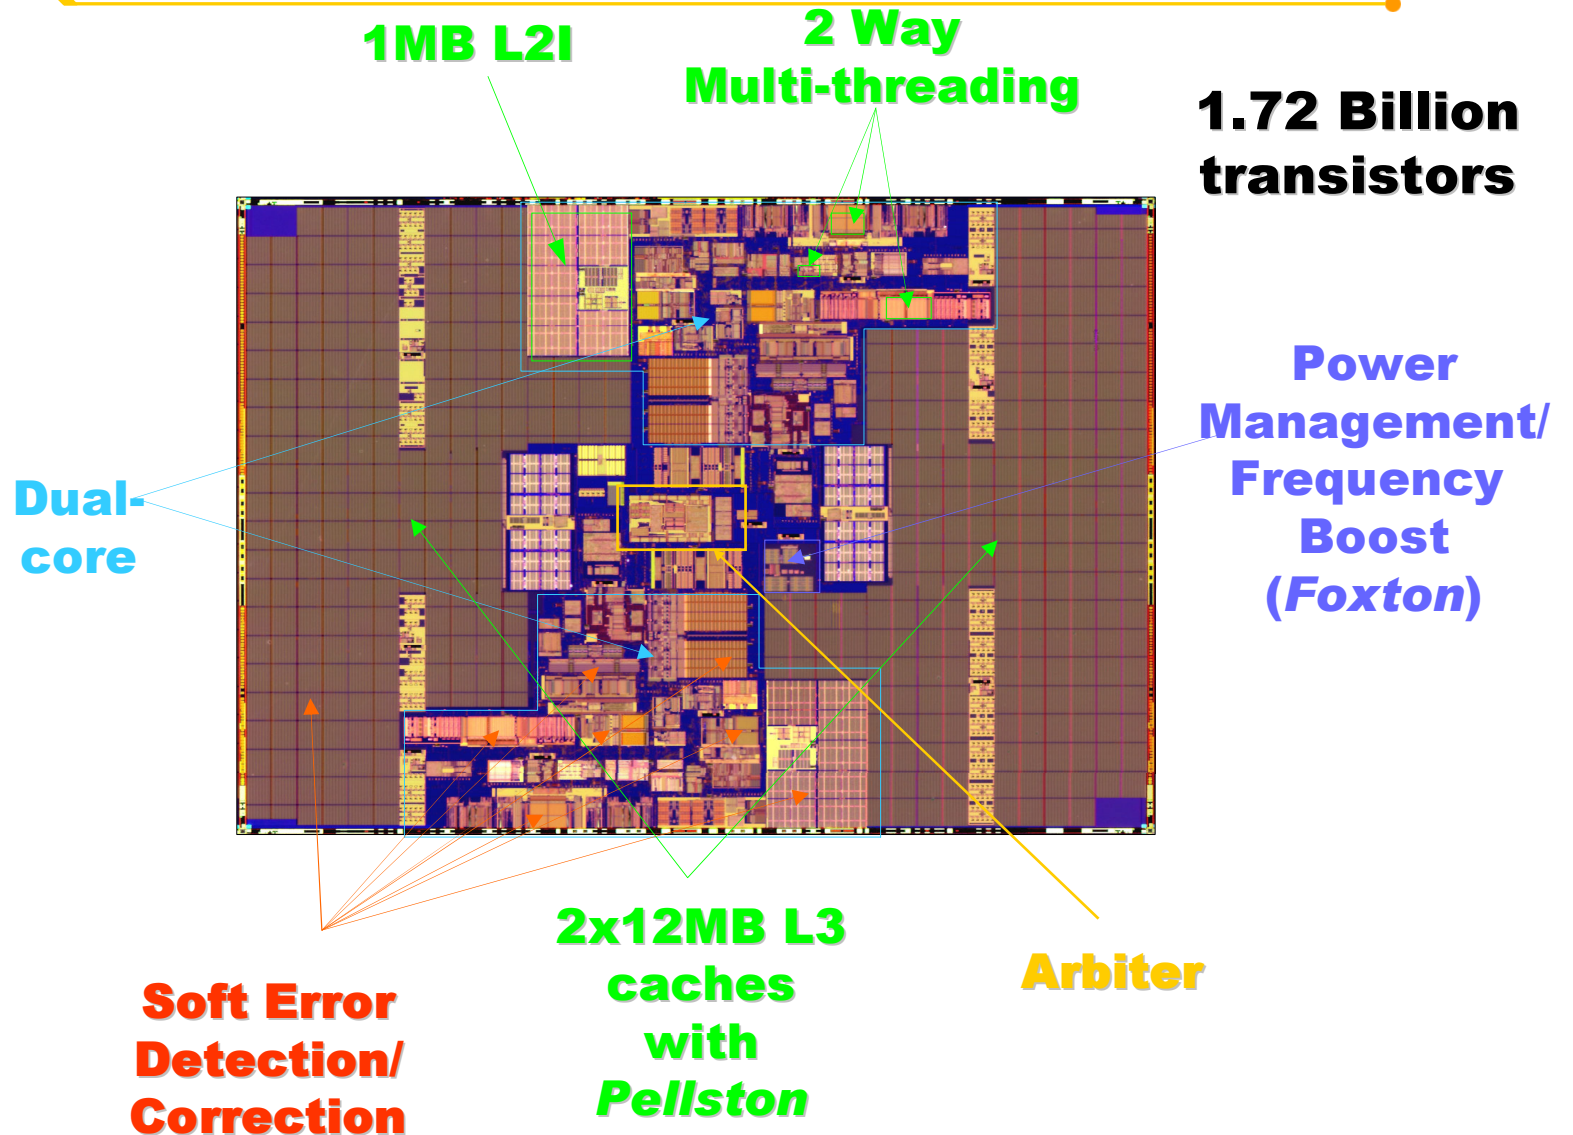 1MB L2I
2 Way
Multi-threading
1.72 Billion
transistors
Power
Management/
Frequency
Boost
(Foxton)
Dual-
core
2x12MB L3
caches
with
Pellston
Arbiter
Soft Error
Detection/
Correction